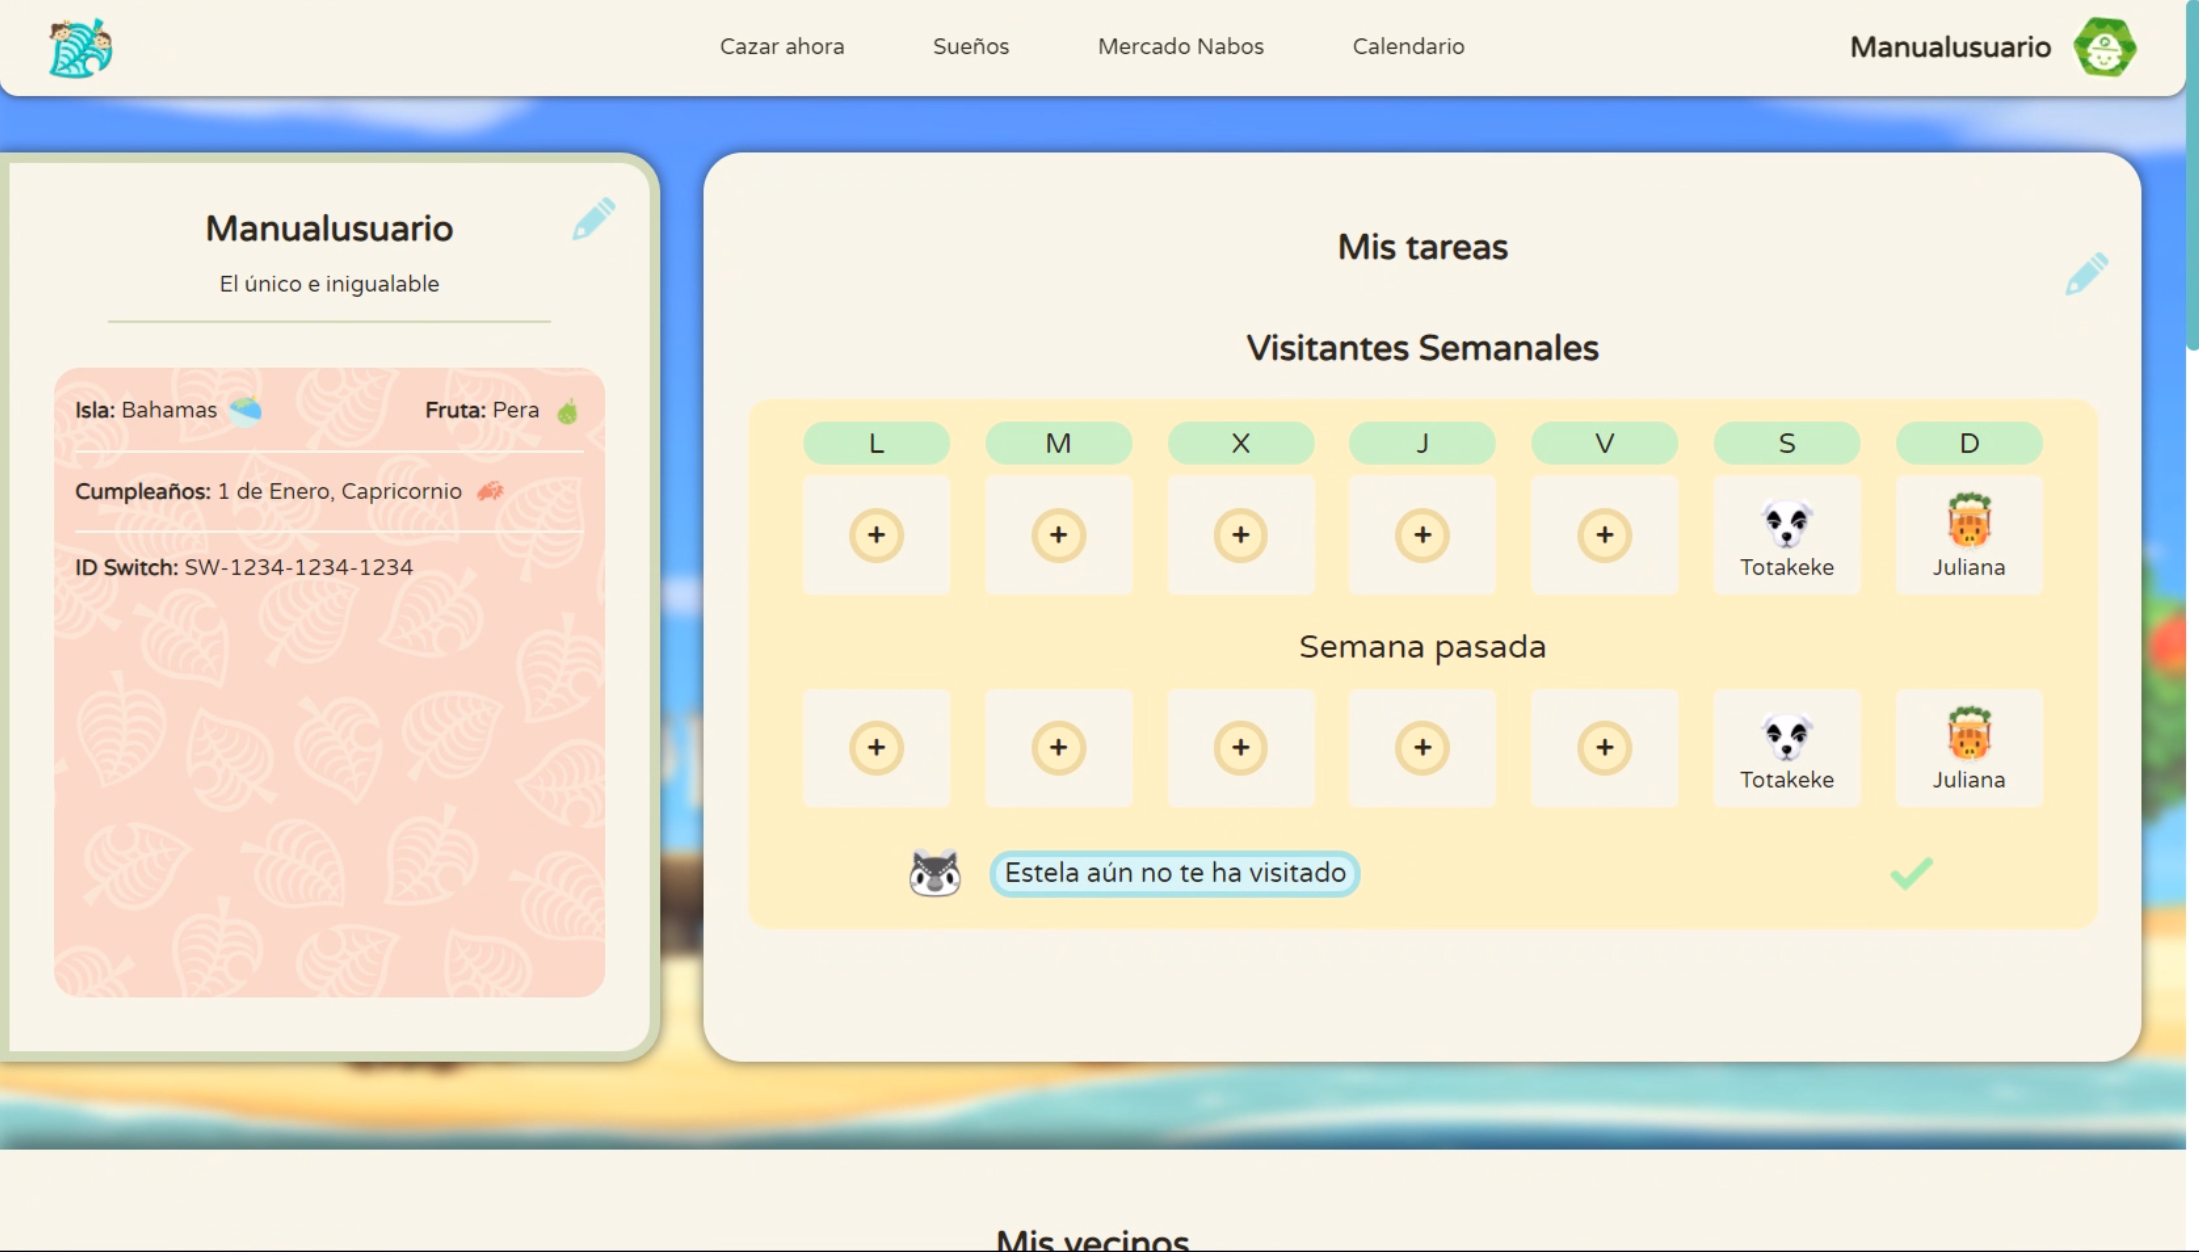 Cazar ahora Sueños Mercado Nabos Calendario Manualusuario
Manualusuario
El único e inigualable
Isla: Bahamas Fruta: Pera
Cumpleaños: 1 de Enero, Capricornio
ID Switch: SW-1234-1234-1234
Mis tareas
Visitantes Semanales
L M X J V S D
+ + + + + Totakeke Juliana
Semana pasada
+ + + + + Totakeke Juliana
Estela aún no te ha visitado
Mis vecinos